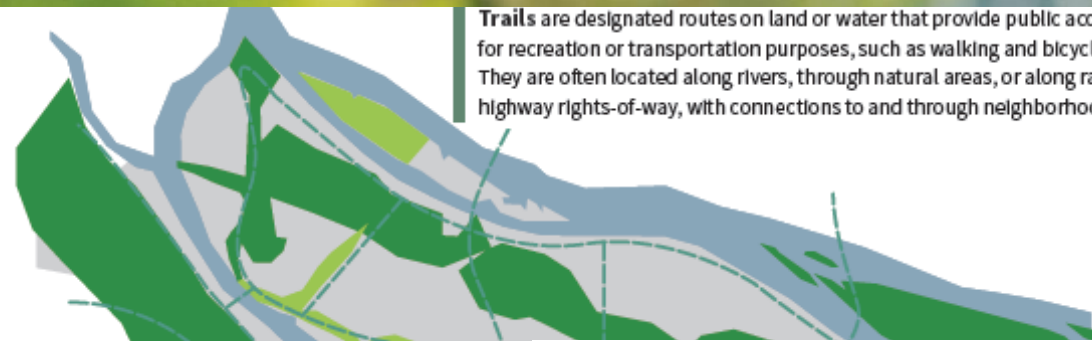 Trails are designated routes on land or water that provide public
for recreation or transportation purposes, such as walking and
They are often located along rivers, through natural areas, or along
highway rights-of-way, with connections to and through